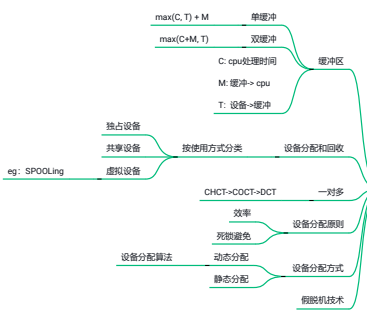 max(C, T) + M 单缓冲
max(C+M, T) 双缓冲
C: cpu处理时间 缓冲区
M: 缓冲-> cpu
T: 设备->缓冲
独占设备
共享设备 按使用方式分类 设备分配和回收
eg: SPOOLing 虚拟设备
CHCT->COCT->DCT 一对多
效率 设备分配原则
死锁避免
设备分配算法 动态分配 设备分配方式
静态分配
假脱机技术